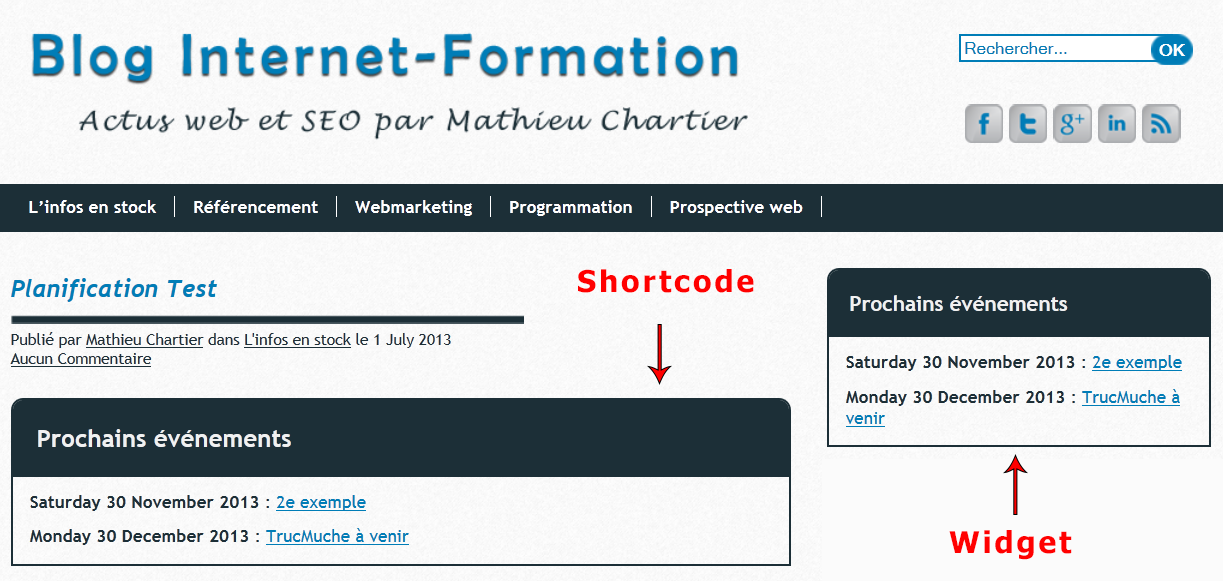 Blog Internet-Formation
Actus web et SEO par Mathieu Chartier
Rechercher...
OK
L'infos en stock
Référencement
Webmarketing
Programmation
Prospective web
Planification Test
Publié par Mathieu Chartier dans L'infos en stock le 1 July 2013
Aucun Commentaire
Shortcode
Prochains événements
Saturday 30 November 2013 : 2e exemple
Monday 30 December 2013 : TrucMuche à venir
Prochains événements
Saturday 30 November 2013 : 2e exemple
Monday 30 December 2013 : TrucMuche à
venir
Widget